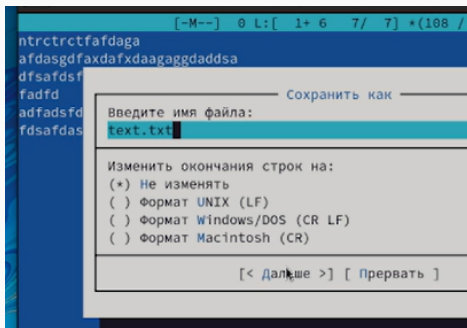 [-M--] 0 L:[ 1+ 6 7/ 7] *(108 /
ntrctrctfafdaga
afdasgdfaxdafxdaagaggdaddsa
dfsafdsf
fadfd
adfadsfd
fdsafdas
Сохранить как
Введите имя файла:
text.txt
Изменить окончания строк на:
(*) Не изменять
( ) Формат UNIX (LF)
( ) Формат Windows/DOS (CR LF)
( ) Формат Macintosh (CR)
[< Дальше >] [ Прервать ]